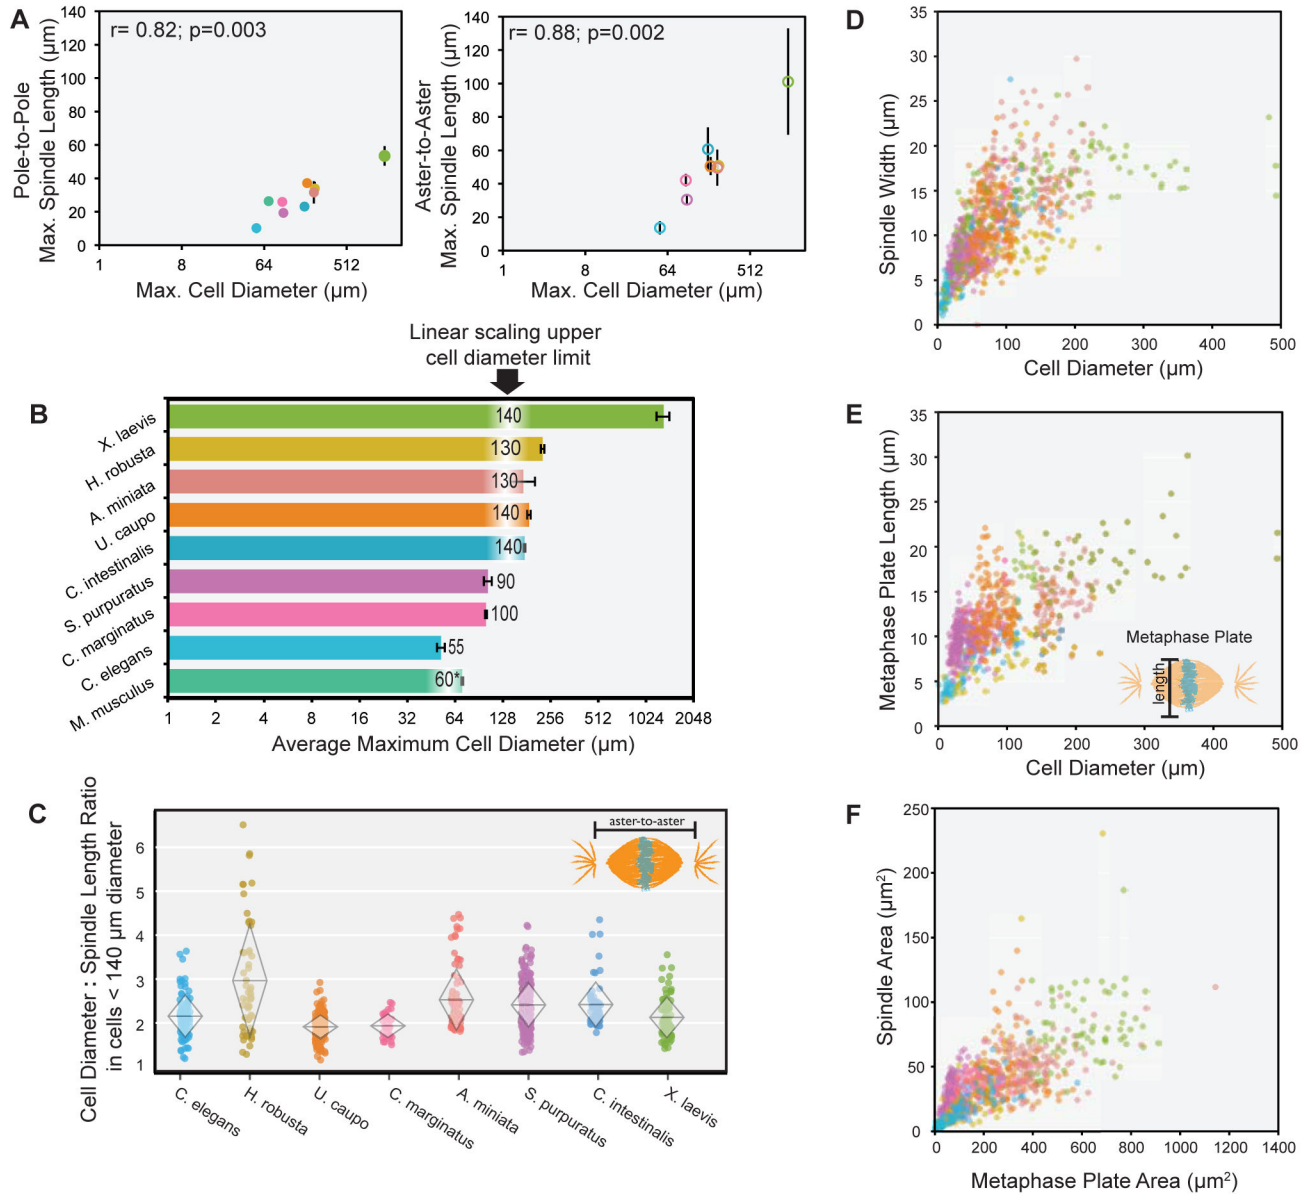 A
r= 0.82; p=0.003
Pole-to-Pole
Max. Spindle Length (µm)
140
120
100
80
60
40
20
0
1
8
64
512
Max. Cell Diameter (µm)
r= 0.88; p=0.002
Aster-to-Aster
Max. Spindle Length (µm)
140
120
100
80
60
40
20
0
1
8
64
512
Max. Cell Diameter (µm)
Linear scaling upper
cell diameter limit
B
X. laevis
H. robusta
A. miniata
U. caupo
C. intestinalis
S. purpuratus
C. marginatus
C. elegans
M. musculus
140
130
130
140
140
90
100
55
60*
1
2
4
8
16
32
64
128
256
512
1024
2048
Average Maximum Cell Diameter (µm)
C
Cell Diameter : Spindle Length Ratio
in cells < 140 µm diameter
6
5
4
3
2
1
aster-to-aster
C. elegans
H. robusta
U. caupo
C. marginatus
A. miniata
S. purpuratus
C. intestinalis
X. laevis
D
Spindle Width (µm)
35
30
25
20
15
10
5
0
0
100
200
300
400
500
Cell Diameter (µm)
E
Metaphase Plate Length (µm)
35
30
25
20
15
10
5
0
Metaphase Plate
length
0
100
200
300
400
500
Cell Diameter (µm)
F
Spindle Area (µm²)
250
200
150
100
50
0
0
200
400
600
800
1000
1200
1400
Metaphase Plate Area (µm²)